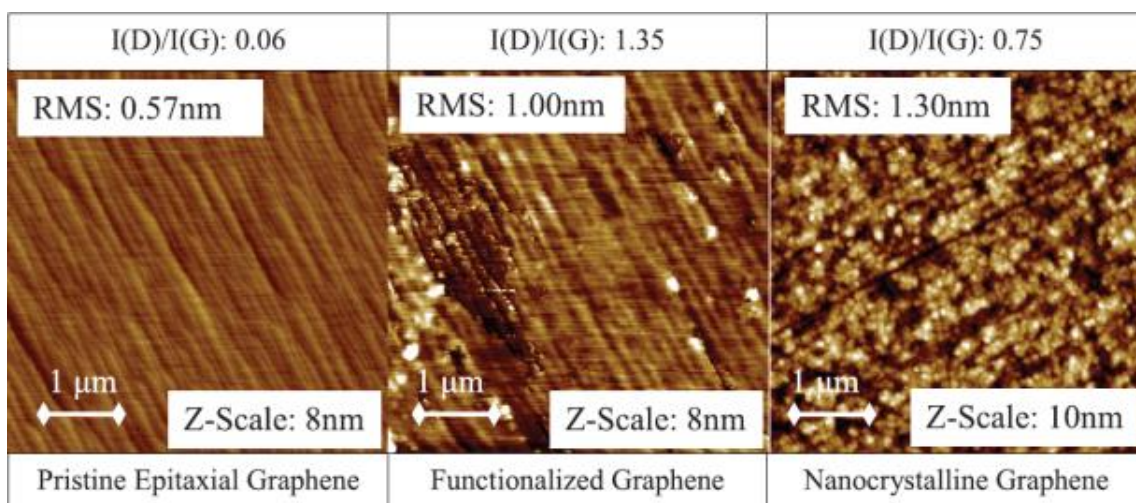 I(D)/I(G): 0.06
I(D)/I(G): 1.35
I(D)/I(G): 0.75
RMS: 0.57nm
RMS: 1.00nm
RMS: 1.30nm
1 μm
1 μm
1 μm
Z-Scale: 8nm
Z-Scale: 8nm
Z-Scale: 10nm
Pristine Epitaxial Graphene
Functionalized Graphene
Nanocrystalline Graphene